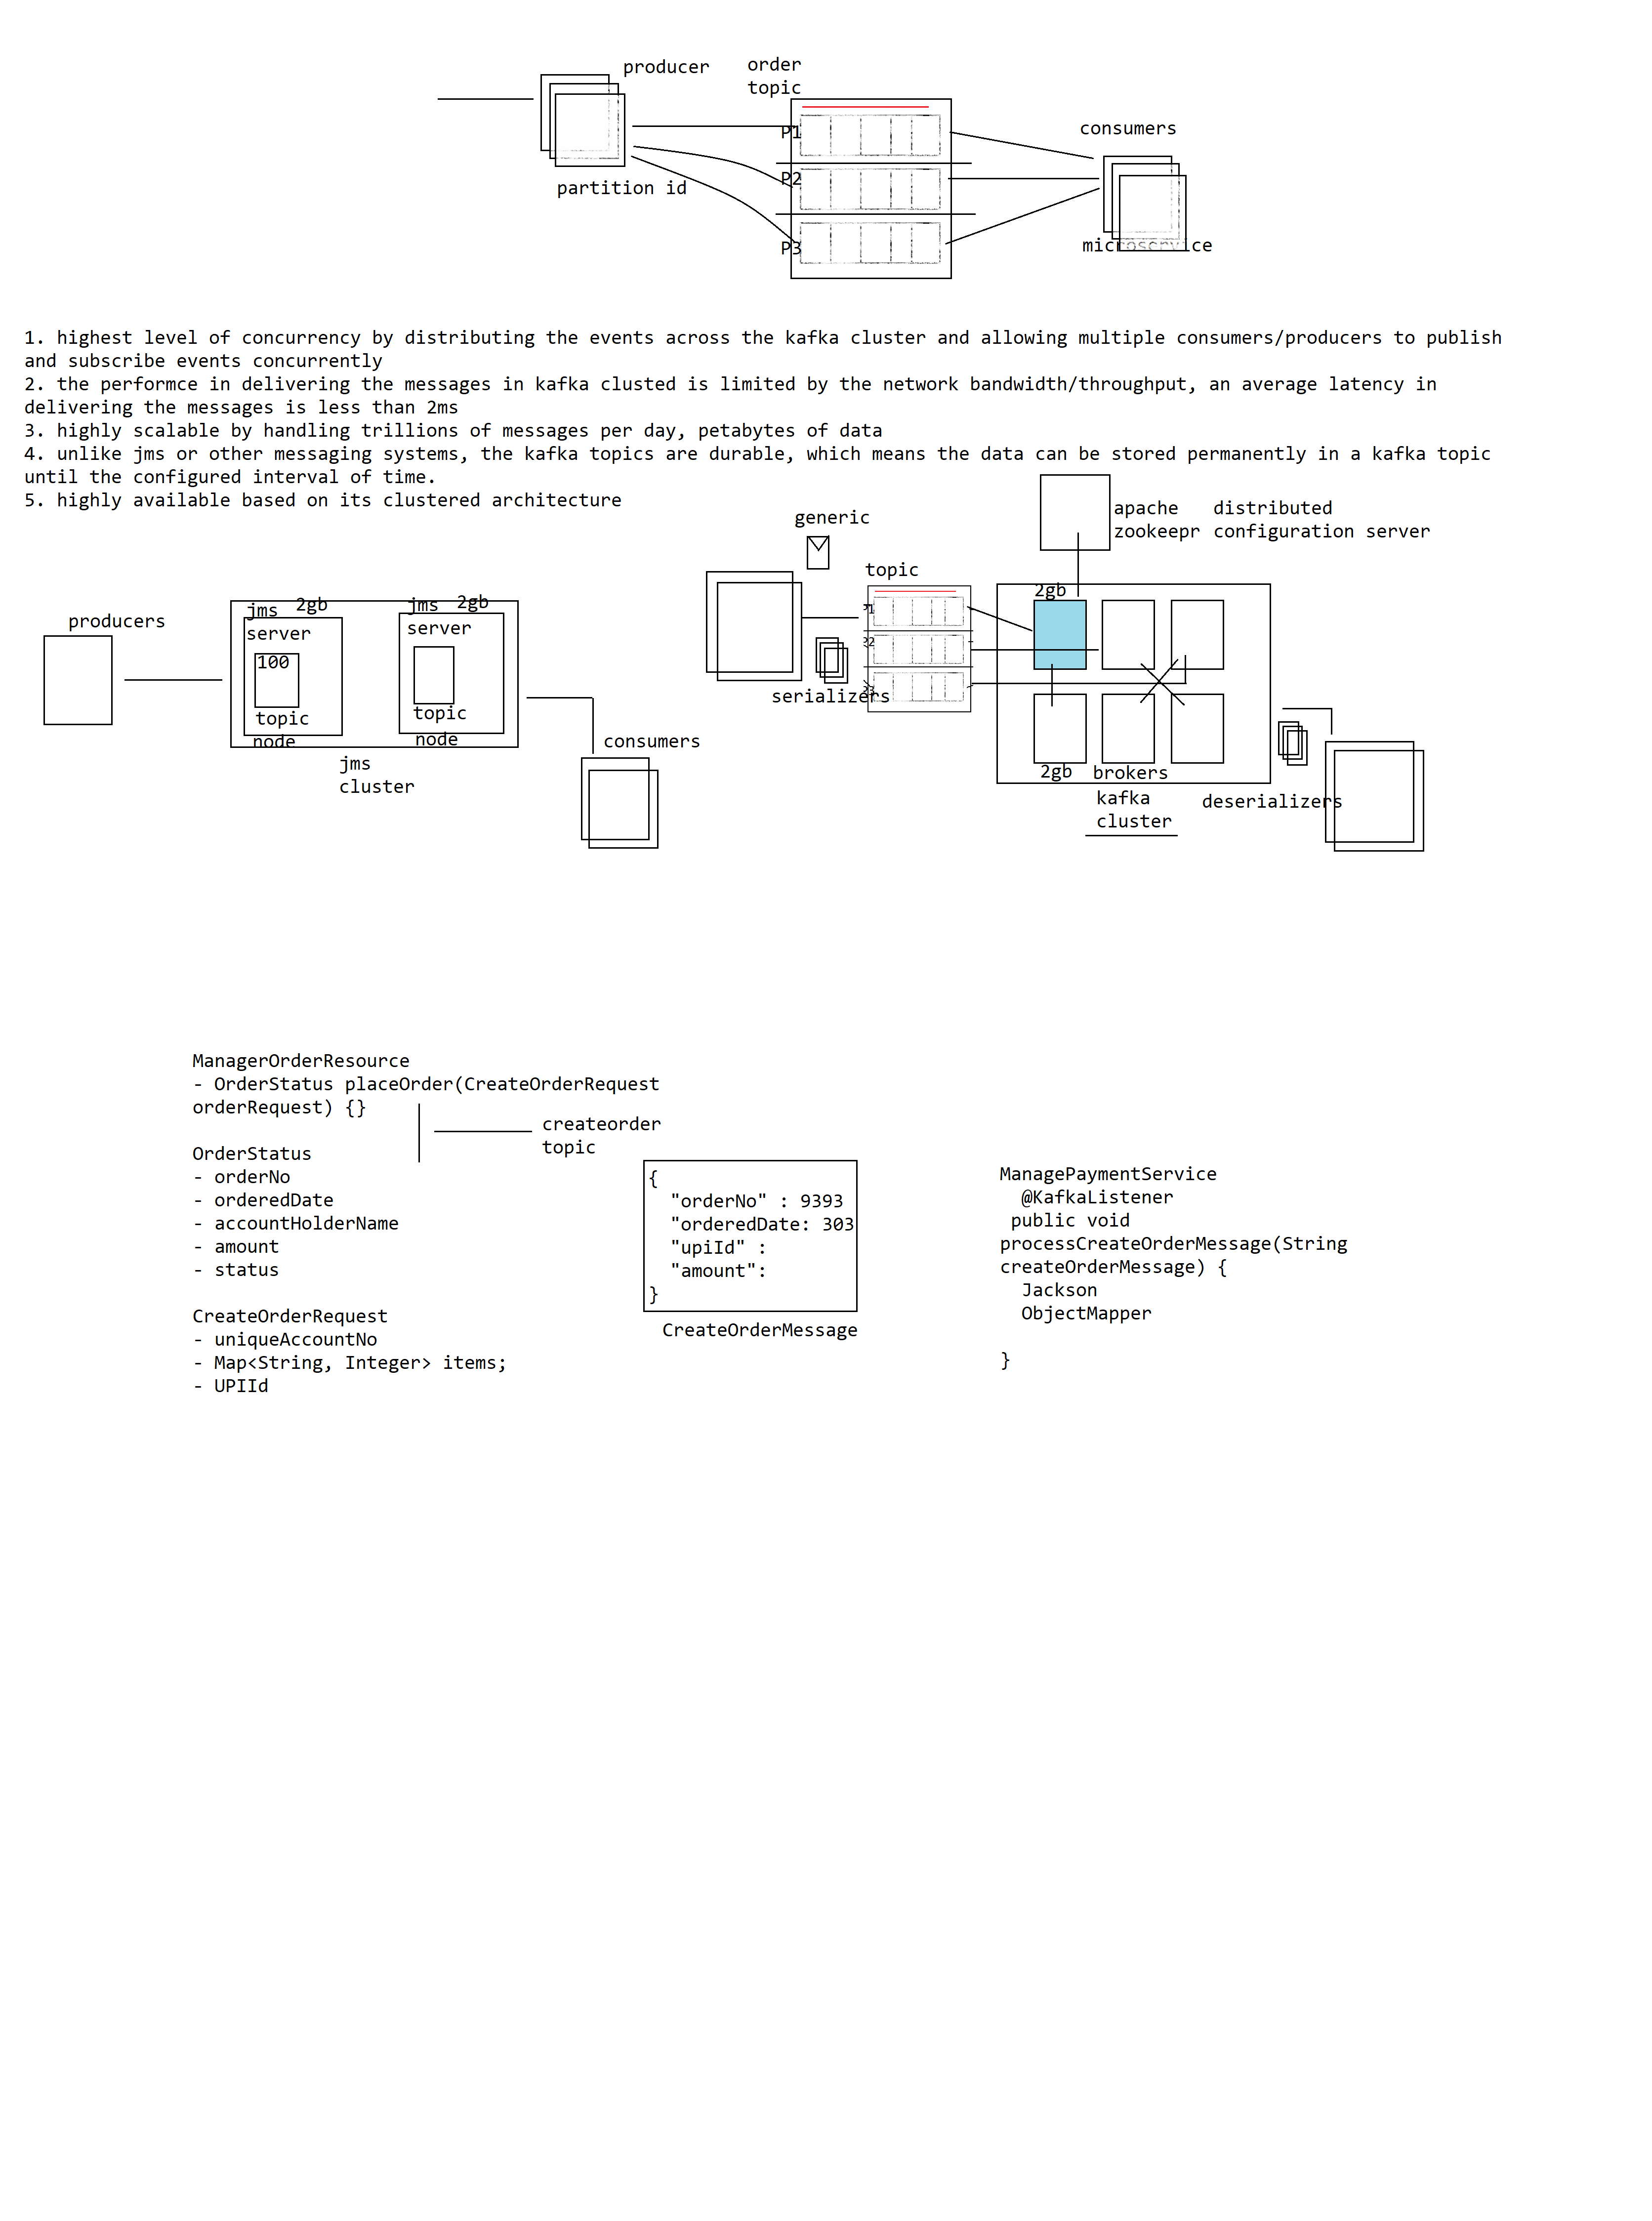 producer
order
topic
P1
consumers
P2
partition id
P3
microservice
1. highest level of concurrency by distributing the events across the kafka cluster and allowing multiple consumers/producers to publish
and subscribe events concurrently
2. the performce in delivering the messages in kafka clusted is limited by the network bandwidth/throughput, an average latency in
delivering the messages is less than 2ms
3. highly scalable by handling trillions of messages per day, petabytes of data
4. unlike jms or other messaging systems, the kafka topics are durable, which means the data can be stored permanently in a kafka topic
until the configured interval of time.
5. highly available based on its clustered architecture
producers
jms 2gb
server
100
topic
node
jms 2gb
server
topic
node
jms
cluster
consumers
generic
topic
P1
P2
P3
serializers
apache
zookeepr
distributed
configuration server
2gb
2gb
brokers
kafka
cluster
deserializers
ManagerOrderResource
- OrderStatus placeOrder(CreateOrderRequest
orderRequest) {}
createorder
topic
OrderStatus
- orderNo
- orderedDate
- accountHolderName
- amount
- status
CreateOrderRequest
- uniqueAccountNo
- Map<String, Integer> items;
- UPIId
{
"orderNo" : 9393
"orderedDate: 303
"upiId" :
"amount":
}
CreateOrderMessage
ManagePaymentService
@KafkaListener
public void
processCreateOrderMessage(String
createOrderMessage) {
Jackson
ObjectMapper
}